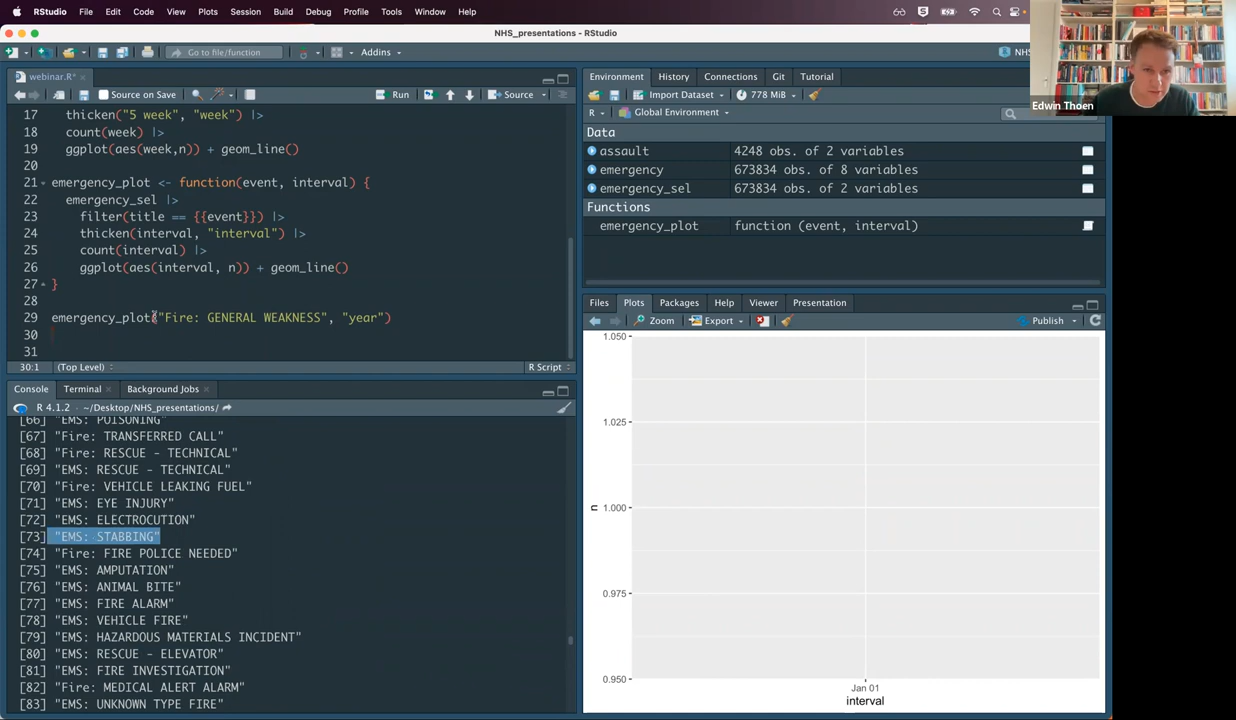 RStudio File Edit Code View Plots Session Build Debug Profile Tools Window Help
NHS_presentations - RStudio
Go to file/function Addins NHS
Edwin Thoen
webinar.R*
Source on Save Run Source
17 thicken("5 week", "week") |>
18 count(week) |>
19 ggplot(aes(week,n)) + geom_line()
20
21 emergency_plot <- function(event, interval) {
22 emergency_sel |>
23 filter(title == {{event}}) |>
24 thicken(interval, "interval") |>
25 count(interval) |>
26 ggplot(aes(interval, n)) + geom_line()
27 }
28
29 emergency_plot("Fire: GENERAL WEAKNESS", "year")
30
31
30:1 (Top Level) R Script
Console Terminal Background Jobs
R 4.1.2 · ~/Desktop/NHS_presentations/
[66] "EMS: POISONING"
[67] "Fire: TRANSFERRED CALL"
[68] "Fire: RESCUE - TECHNICAL"
[69] "EMS: RESCUE - TECHNICAL"
[70] "Fire: VEHICLE LEAKING FUEL"
[71] "EMS: EYE INJURY"
[72] "EMS: ELECTROCUTION"
[73] "EMS: STABBING"
[74] "Fire: FIRE POLICE NEEDED"
[75] "EMS: AMPUTATION"
[76] "EMS: ANIMAL BITE"
[77] "EMS: FIRE ALARM"
[78] "EMS: VEHICLE FIRE"
[79] "EMS: HAZARDOUS MATERIALS INCIDENT"
[80] "EMS: RESCUE - ELEVATOR"
[81] "EMS: FIRE INVESTIGATION"
[82] "Fire: MEDICAL ALERT ALARM"
[83] "EMS: UNKNOWN TYPE FIRE"
Environment History Connections Git Tutorial
Import Dataset 778 MiB
R Global Environment
Data
assault 4248 obs. of 2 variables
emergency 673834 obs. of 8 variables
emergency_sel 673834 obs. of 2 variables
Functions
emergency_plot function (event, interval)
Files Plots Packages Help Viewer Presentation
Zoom Export Publish
1.050
1.025
n 1.000
0.975
0.950
Jan 01
interval